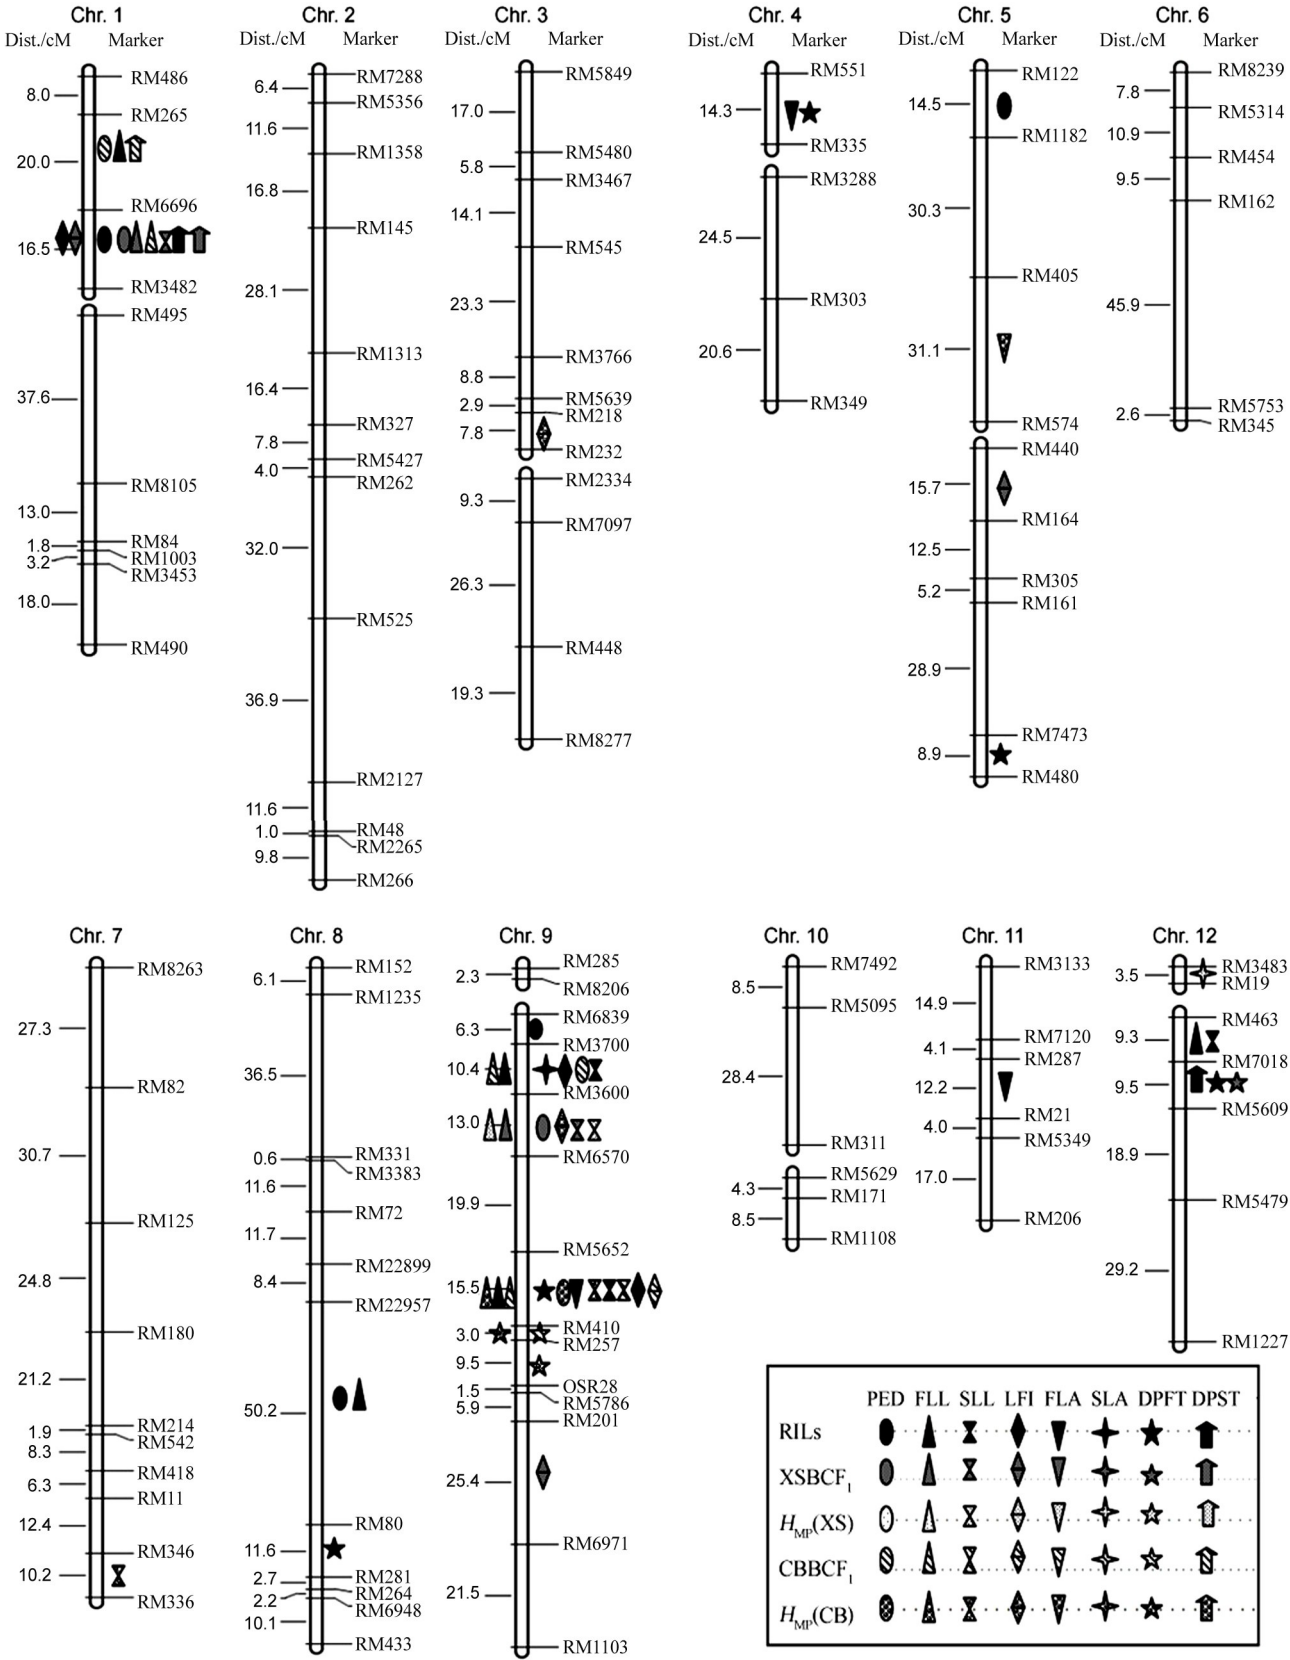 Chr. 1
Dist./cM Marker
RM486
8.0
RM265
20.0
RM6696
16.5
RM3482
RM495
37.6
RM8105
13.0
RM84
1.8
RM1003
3.2
RM3453
18.0
RM490
Chr. 2
Dist./cM Marker
RM7288
6.4
RM5356
11.6
RM1358
16.8
RM145
28.1
RM1313
16.4
RM327
7.8
RM5427
4.0
RM262
32.0
RM525
36.9
RM2127
11.6
RM48
1.0
RM2265
9.8
RM266
Chr. 3
Dist./cM Marker
RM5849
17.0
RM5480
5.8
RM3467
14.1
RM545
23.3
RM3766
8.8
RM5639
2.9
RM218
7.8
RM232
RM2334
9.3
RM7097
26.3
RM448
19.3
RM8277
Chr. 4
Dist./cM Marker
RM551
14.3
RM335
RM3288
24.5
RM303
20.6
RM349
Chr. 5
Dist./cM Marker
RM122
14.5
RM1182
30.3
RM405
31.1
RM574
RM440
15.7
RM164
12.5
RM305
5.2
RM161
28.9
RM7473
8.9
RM480
Chr. 6
Dist./cM Marker
RM8239
7.8
RM5314
10.9
RM454
9.5
RM162
45.9
RM5753
2.6
RM345
Chr. 7
RM8263
27.3
RM82
30.7
RM125
24.8
RM180
21.2
RM214
1.9
RM542
8.3
RM418
6.3
RM11
12.4
RM346
10.2
RM336
Chr. 8
RM152
6.1
RM1235
36.5
RM331
0.6
RM3383
11.6
RM72
11.7
RM22899
8.4
RM22957
50.2
RM80
11.6
RM281
2.7
RM264
2.2
RM6948
10.1
RM433
Chr. 9
RM285
2.3
RM8206
RM6839
6.3
RM3700
10.4
RM3600
13.0
RM6570
19.9
RM5652
15.5
RM410
3.0
RM257
9.5
OSR28
1.5
RM5786
5.9
RM201
25.4
RM6971
21.5
RM1103
Chr. 10
RM7492
8.5
RM5095
28.4
RM311
RM5629
4.3
RM171
8.5
RM1108
Chr. 11
RM3133
14.9
RM7120
4.1
RM287
12.2
RM21
4.0
RM5349
17.0
RM206
Chr. 12
RM3483
3.5
RM19
RM463
9.3
RM7018
9.5
RM5609
18.9
RM5479
29.2
RM1227
PED FLL SLL LFI FLA SLA DPFT DPST
RILs
XSBCF1
HMP(XS)
CBBCF1
HMP(CB)